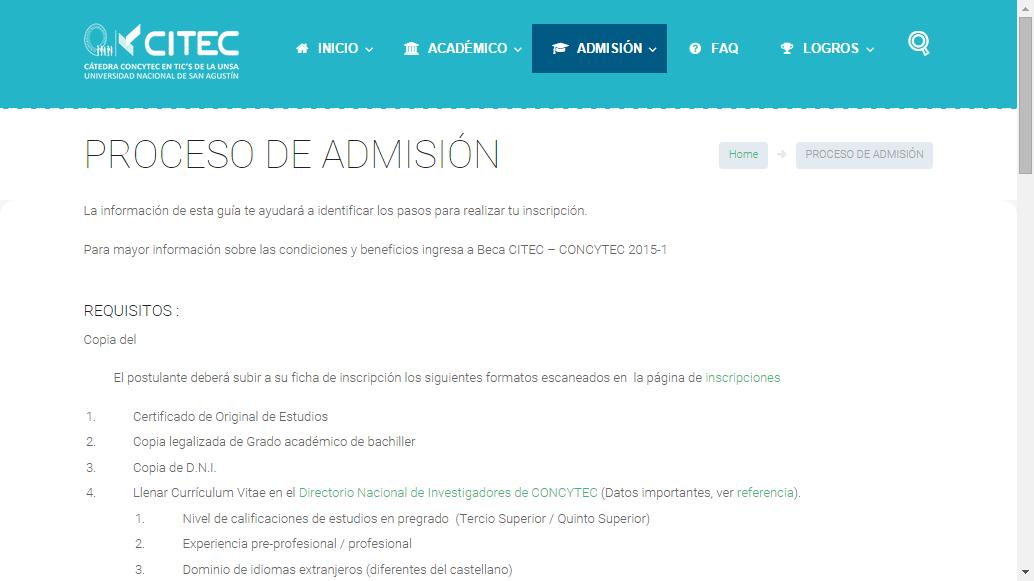 CITEC
CÁTEDRA CONCYTEC EN TIC'S DE LA UNSA
UNIVERSIDAD NACIONAL DE SAN AGUSTÍN
INICIO
ACADÉMICO
ADMISIÓN
FAQ
LOGROS
PROCESO DE ADMISIÓN
Home
PROCESO DE ADMISIÓN
La información de esta guía te ayudará a identificar los pasos para realizar tu inscripción.
Para mayor información sobre las condiciones y beneficios ingresa a Beca CITEC – CONCYTEC 2015-1
REQUISITOS :
Copia del
El postulante deberá subir a su ficha de inscripción los siguientes formatos escaneados en la página de inscripciones
1. Certificado de Original de Estudios
2. Copia legalizada de Grado académico de bachiller
3. Copia de D.N.I.
4. Llenar Currículum Vitae en el Directorio Nacional de Investigadores de CONCYTEC (Datos importantes, ver referencia).
1. Nivel de calificaciones de estudios en pregrado (Tercio Superior / Quinto Superior)
2. Experiencia pre-profesional / profesional
3. Dominio de idiomas extranjeros (diferentes del castellano)